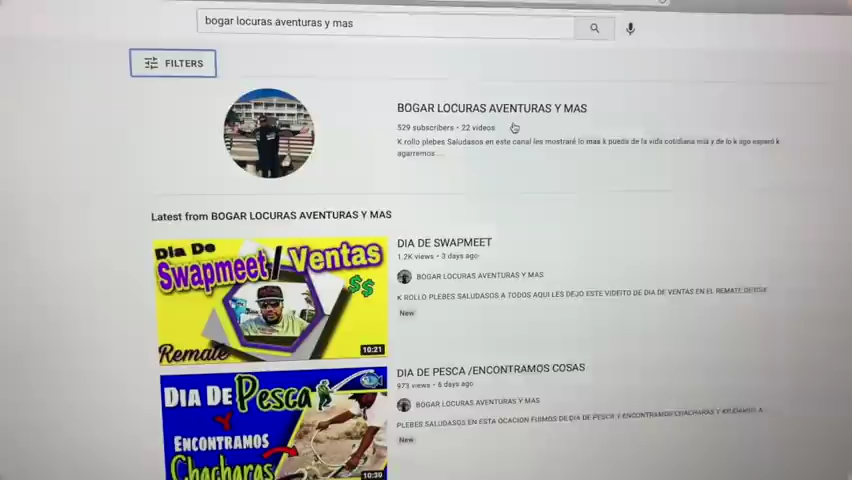 bogar locuras aventuras y mas
FILTERS
BOGAR LOCURAS AVENTURAS Y MAS
529 subscribers • 22 videos
K rollo plebes Saludasos en este canal les mostraré lo mas k pueda de la vida cotidiana mia y de lo k ago espero k
agarremos ...
Latest from BOGAR LOCURAS AVENTURAS Y MAS
Dia De
Swapmeet / Ventas
$$
Remate
10:21
DIA DE SWAPMEET
1.2K views • 3 days ago
BOGAR LOCURAS AVENTURAS Y MAS
K ROLLO PLEBES SALUDASOS A TODOS AQUI LES DEJO ESTE VIDEITO DE DIA DE VENTAS EN EL REMATE
New
DIA DE Pesca
Y
ENCONTRAMOS
Chacharas
10:30
DIA DE PESCA /ENCONTRAMOS COSAS
973 views • 6 days ago
BOGAR LOCURAS AVENTURAS Y MAS
PLEBES SALUDASOS EN ESTA OCACION FUIMOS DE DIA DE PESCA Y ENCONTRAMOS CHACHARAS Y
New